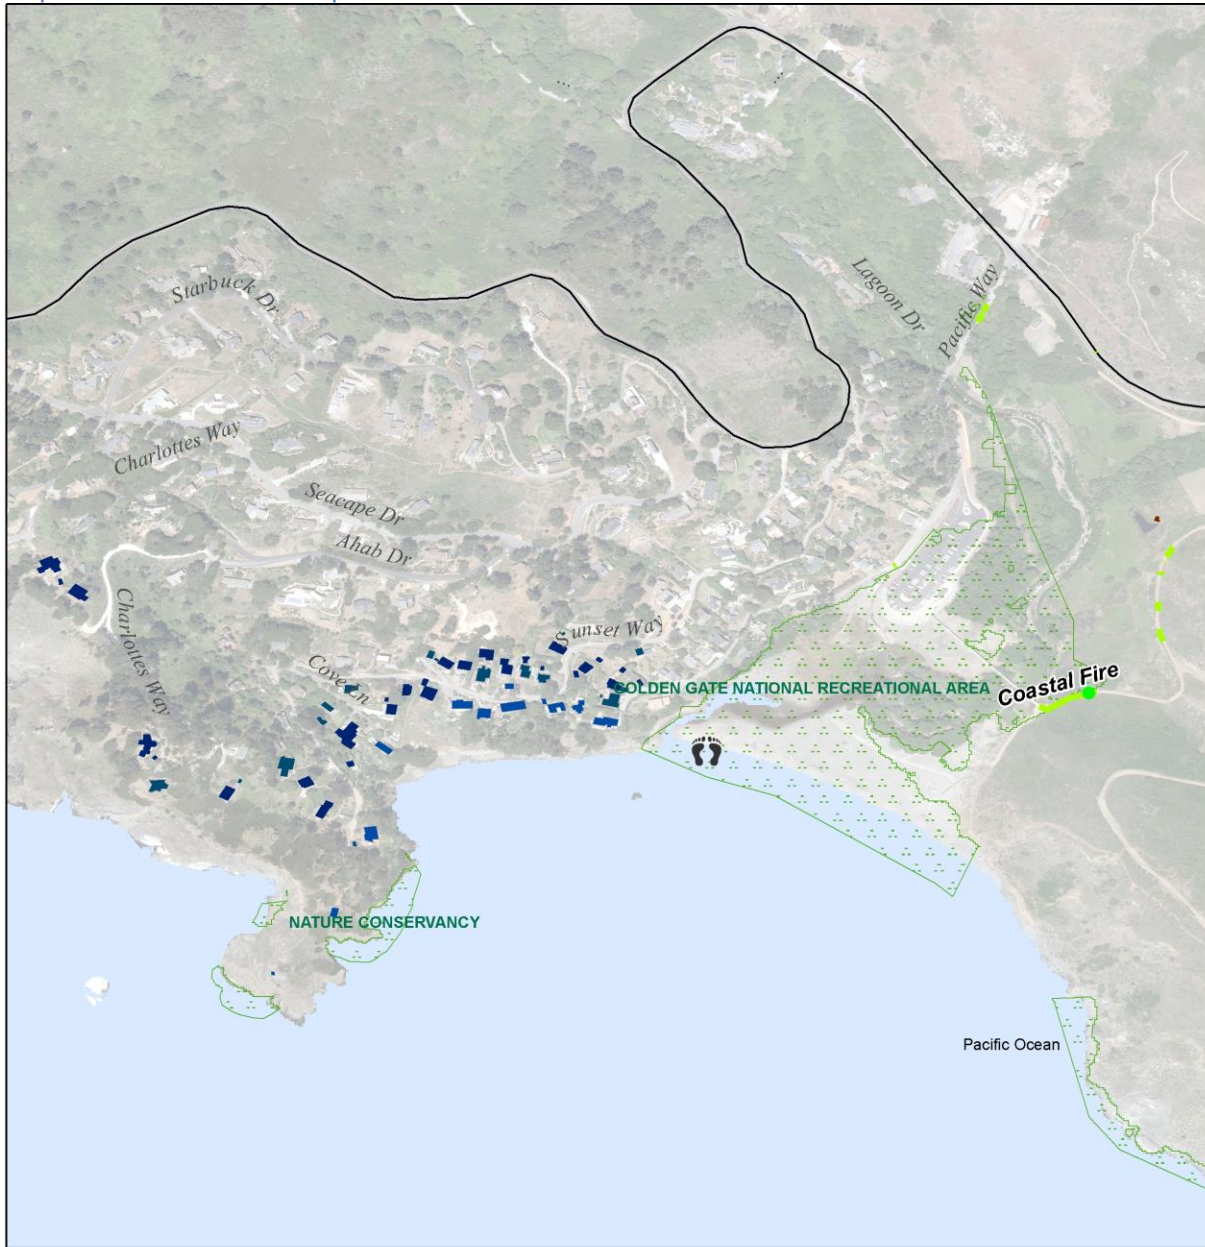 Starbuck Dr
Lagoon Dr
Pacific Way
Charlottes Way
Seacape Dr
Ahab Dr
Charlottes Way
Sunset Way
Cove Ln
GOLDEN GATE NATIONAL RECREATIONAL AREA
Coastal Fire
NATURE CONSERVANCY
Pacific Ocean